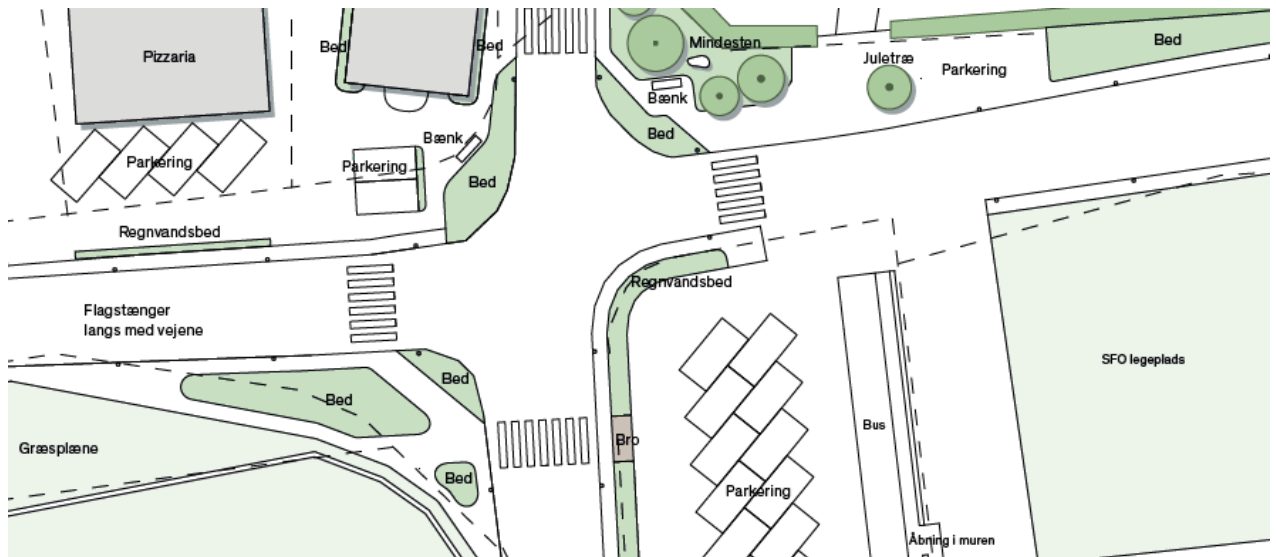 Bed
Bed
Mindesten
Bed
Pizzaria
Juletræ
Parkering
Bænk
Bænk
Bed
Parkering
Parkering
Bed
Regnvandsbed
Regnvandsbed
Flagstænger
langs med vejene
SFO legeplads
Bed
Bed
Bus
Bro
Græsplæne
Bed
Parkering
Åbning i muren